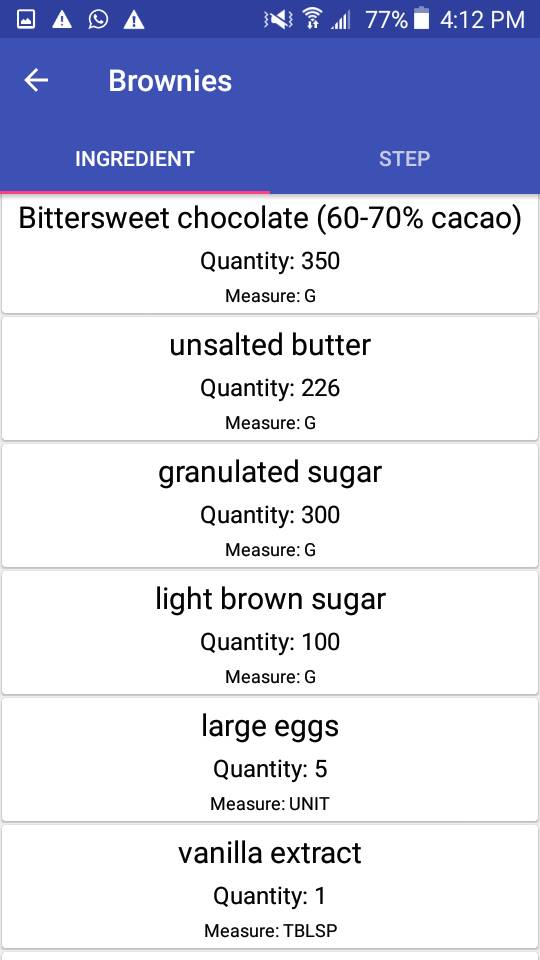 77% 4:12 PM
Brownies
INGREDIENT STEP
Bittersweet chocolate (60-70% cacao)
Quantity: 350
Measure: G
unsalted butter
Quantity: 226
Measure: G
granulated sugar
Quantity: 300
Measure: G
light brown sugar
Quantity: 100
Measure: G
large eggs
Quantity: 5
Measure: UNIT
vanilla extract
Quantity: 1
Measure: TBLSP